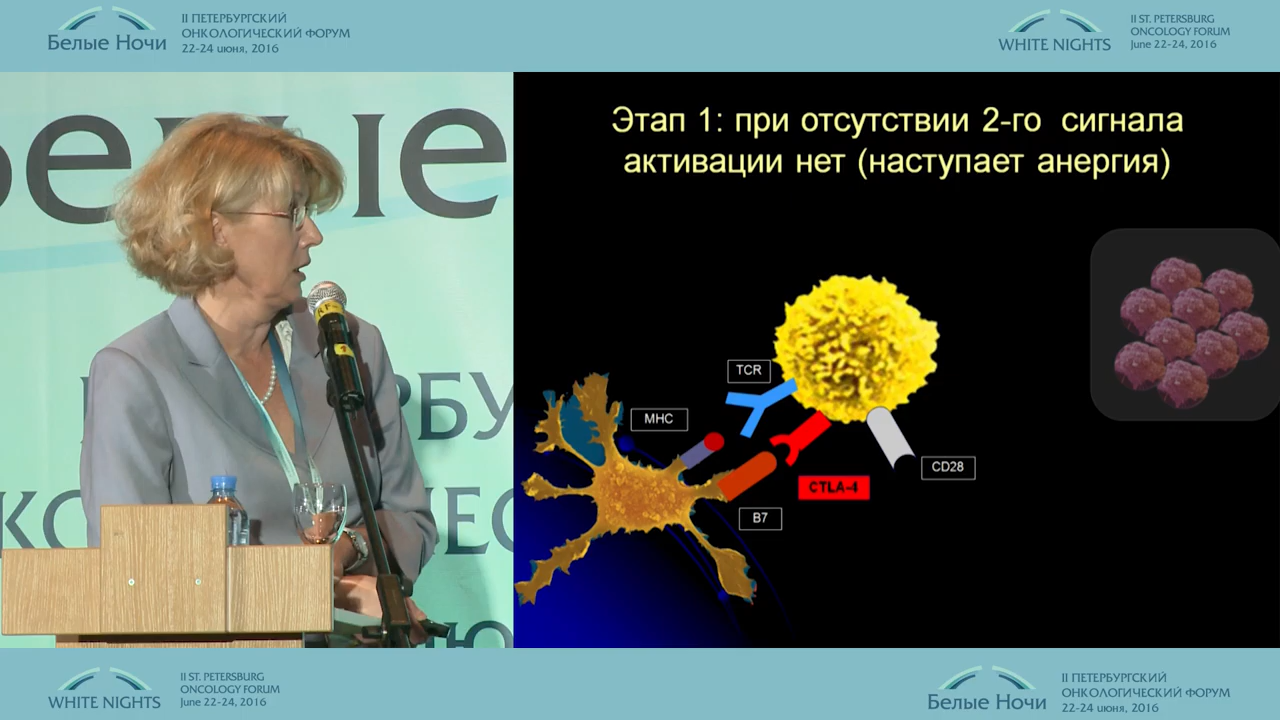 Белые Ночи
II ПЕТЕРБУРГСКИЙ
ОНКОЛОГИЧЕСКИЙ ФОРУМ
22-24 июня, 2016
WHITE NIGHTS
II ST. PETERSBURG
ONCOLOGY FORUM
June 22-24, 2016
Этап 1: при отсутствии 2-го сигнала
активации нет (наступает анергия)
TCR
MHC
CD28
CTLA-4
B7
WHITE NIGHTS
II ST. PETERSBURG
ONCOLOGY FORUM
June 22-24, 2016
Белые Ночи
II ПЕТЕРБУРГСКИЙ
ОНКОЛОГИЧЕСКИЙ ФОРУМ
22-24 июня, 2016